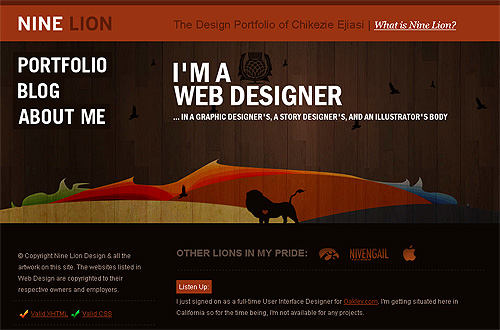 NINE LION
The Design Portfolio of Chikezie Ejiasi | What is Nine Lion?
PORTFOLIO
BLOG
ABOUT ME
I'M A
WEB DESIGNER
... IN A GRAPHIC DESIGNER'S, A STORY DESIGNER'S, AND AN ILLUSTRATOR'S BODY
© Copyright Nine Lion Design & all the
artwork on this site. The websites listed in
Web Design are copyrighted to their
respective owners and employers.
Valid XHTML
Valid CSS
OTHER LIONS IN MY PRIDE:
NIVENGAIL
Listen Up:
I just signed on as a full-time User Interface Designer for Oakley.com. I'm getting situated here in
California so for the time being, I'm not available for any projects.